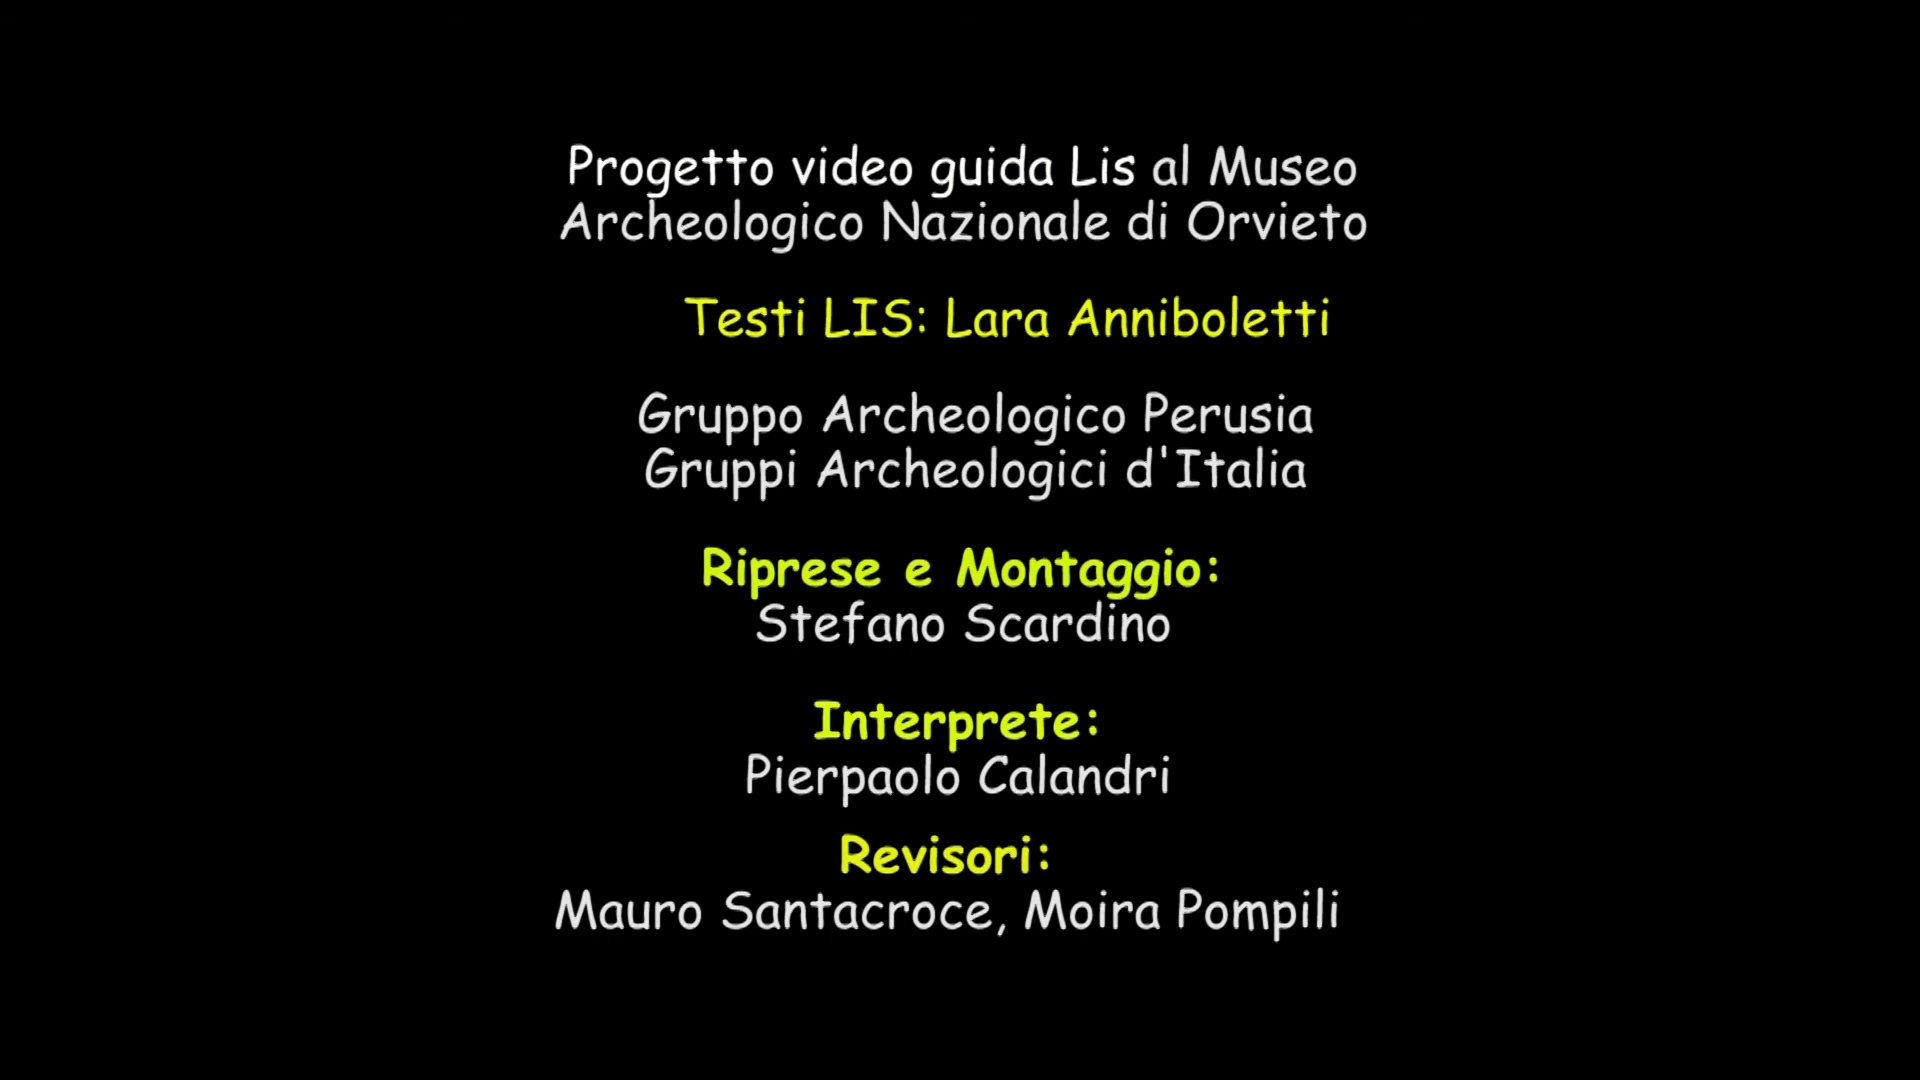 Progetto video guida Lis al Museo
Archeologico Nazionale di Orvieto
Testi LIS: Lara Anniboletti
Gruppo Archeologico Perusia
Gruppi Archeologici d'Italia
Riprese e Montaggio:
Stefano Scardino
Interprete:
Pierpaolo Calandri
Revisori:
Mauro Santacroce, Moira Pompili